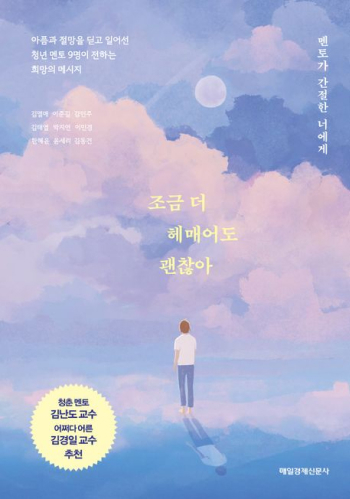 아픔과 절망을 딛고 일어선
청년 멘토 9명이 전하는
희망의 메시지
멘토가 간절한 너에게
조금 더
헤매어도
괜찮아
청춘 멘토
김난도 교수
어쩌다 어른
김경일 교수
추천
매일경제신문사